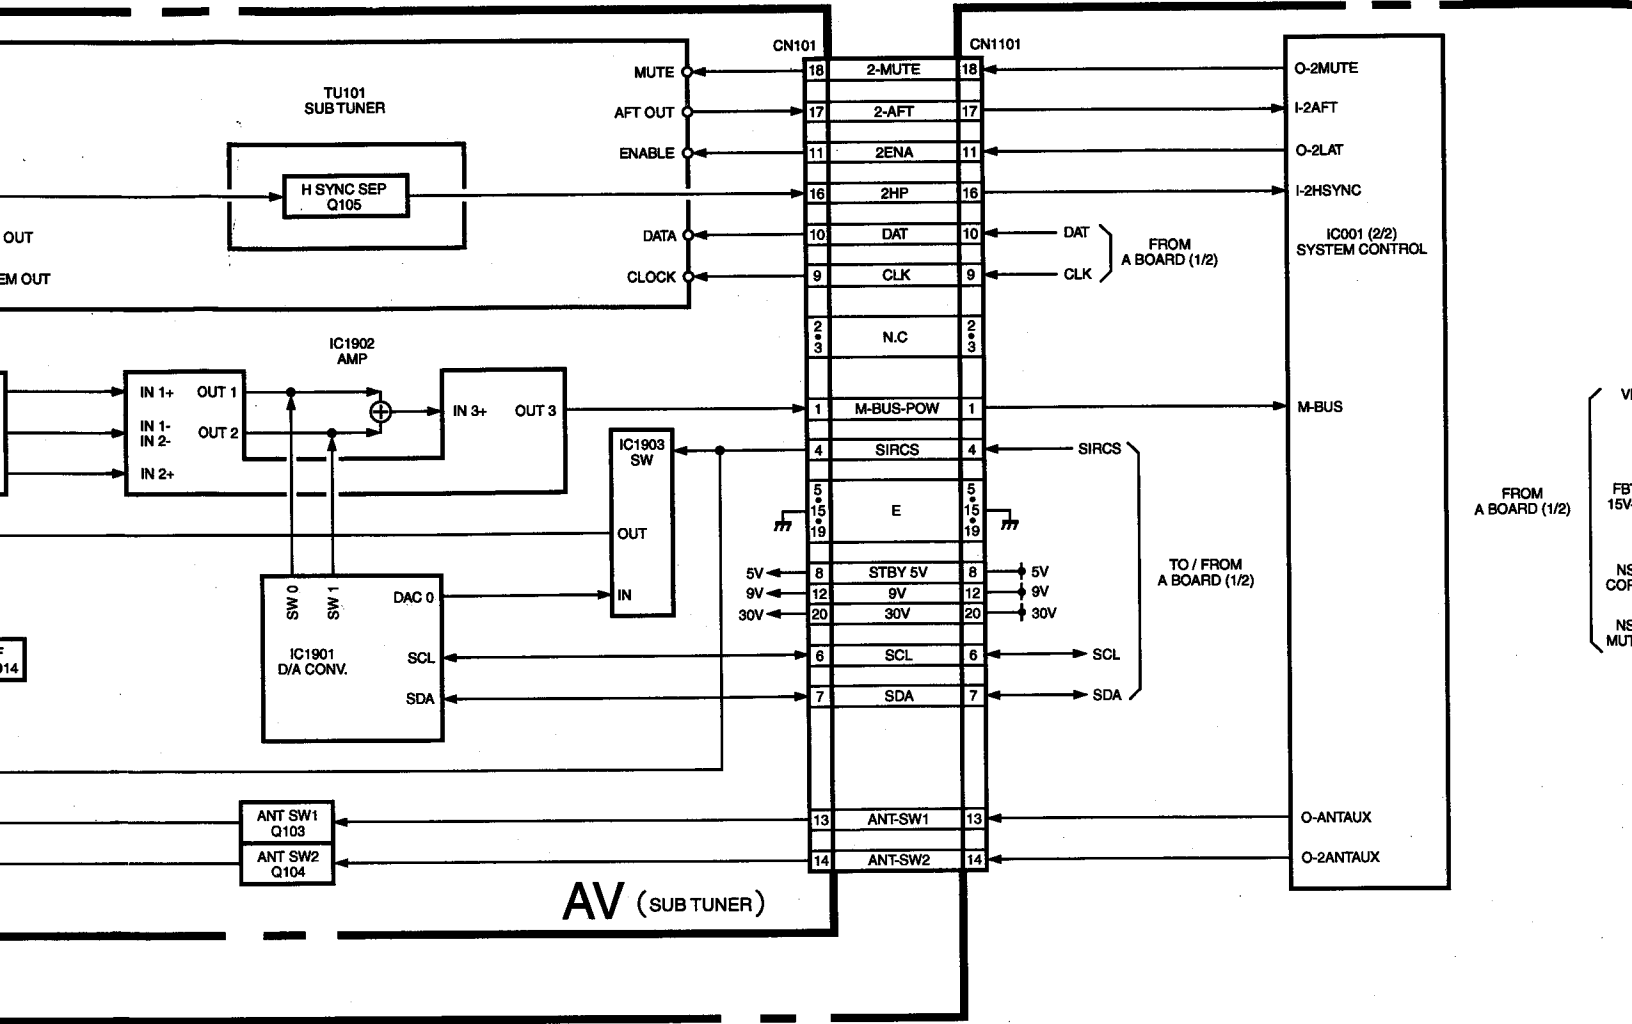 CN101
CN1101
MUTE
18
2-MUTE
18
O-2MUTE
TU101
SUB TUNER
AFT OUT
17
2-AFT
17
I-2AFT
ENABLE
11
2ENA
11
O-2LAT
H SYNC SEP
Q105
16
2HP
16
I-2HSYNC
OUT
DATA
10
DAT
10
DAT
FROM
A BOARD (1/2)
IC001 (2/2)
SYSTEM CONTROL
EM OUT
CLOCK
9
CLK
9
CLK
2
3
N.C
2
3
IC1902
AMP
IN 1+
OUT 1
IN 1-
IN 2-
OUT 2
IN 2+
IN 3+
OUT 3
1
M-BUS-POW
1
M-BUS
IC1903
SW
OUT
IN
4
SIRCS
4
SIRCS
5
15
19
E
5
15
19
FROM
A BOARD (1/2)
FBT
15V
5V
8
STBY 5V
8
5V
9V
12
9V
12
9V
30V
20
30V
20
30V
TO / FROM
A BOARD (1/2)
NS
COR
NS
MUT
SW 0
SW 1
DAC 0
IC1901
D/A CONV.
SCL
6
SCL
6
SCL
SDA
7
SDA
7
SDA
F
014
ANT SW1
Q103
13
ANT-SW1
13
O-ANTAUX
ANT SW2
Q104
14
ANT-SW2
14
O-2ANTAUX
AV (SUB TUNER)